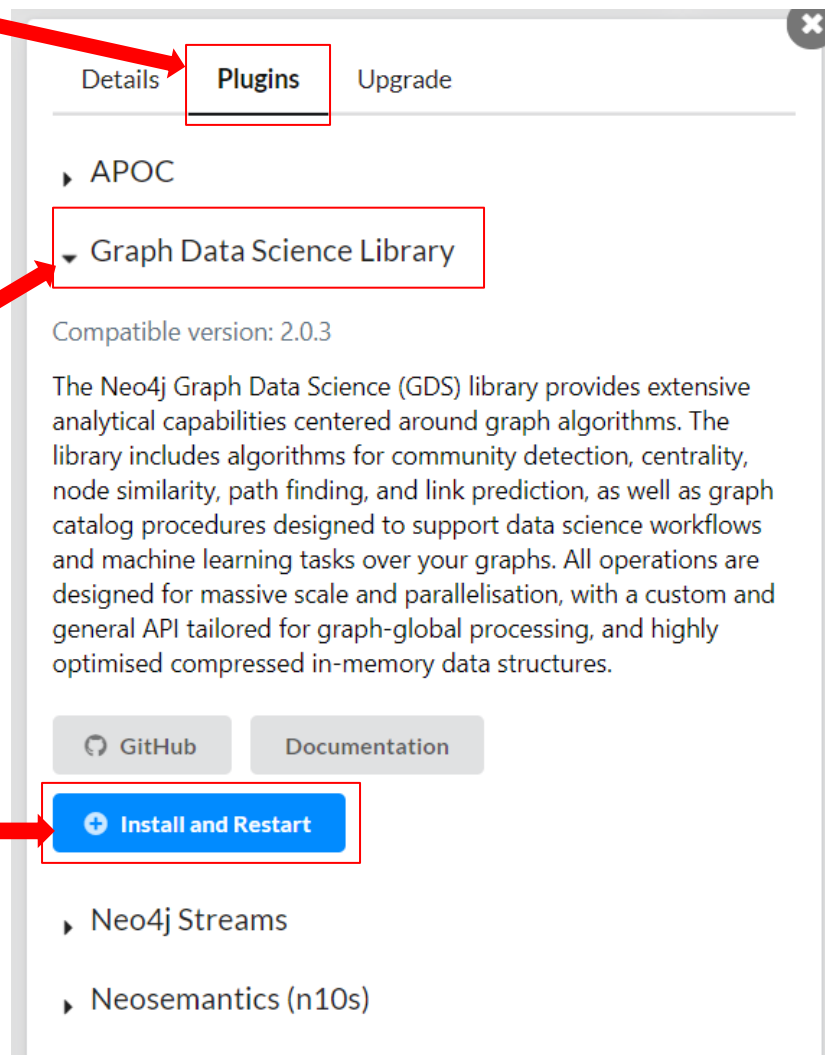 Details Plugins Upgrade
APOC
Graph Data Science Library
Compatible version: 2.0.3
The Neo4j Graph Data Science (GDS) library provides extensive
analytical capabilities centered around graph algorithms. The
library includes algorithms for community detection, centrality,
node similarity, path finding, and link prediction, as well as graph
catalog procedures designed to support data science workflows
and machine learning tasks over your graphs. All operations are
designed for massive scale and parallelisation, with a custom and
general API tailored for graph-global processing, and highly
optimised compressed in-memory data structures.
GitHub Documentation
Install and Restart
Neo4j Streams
Neosemantics (n10s)